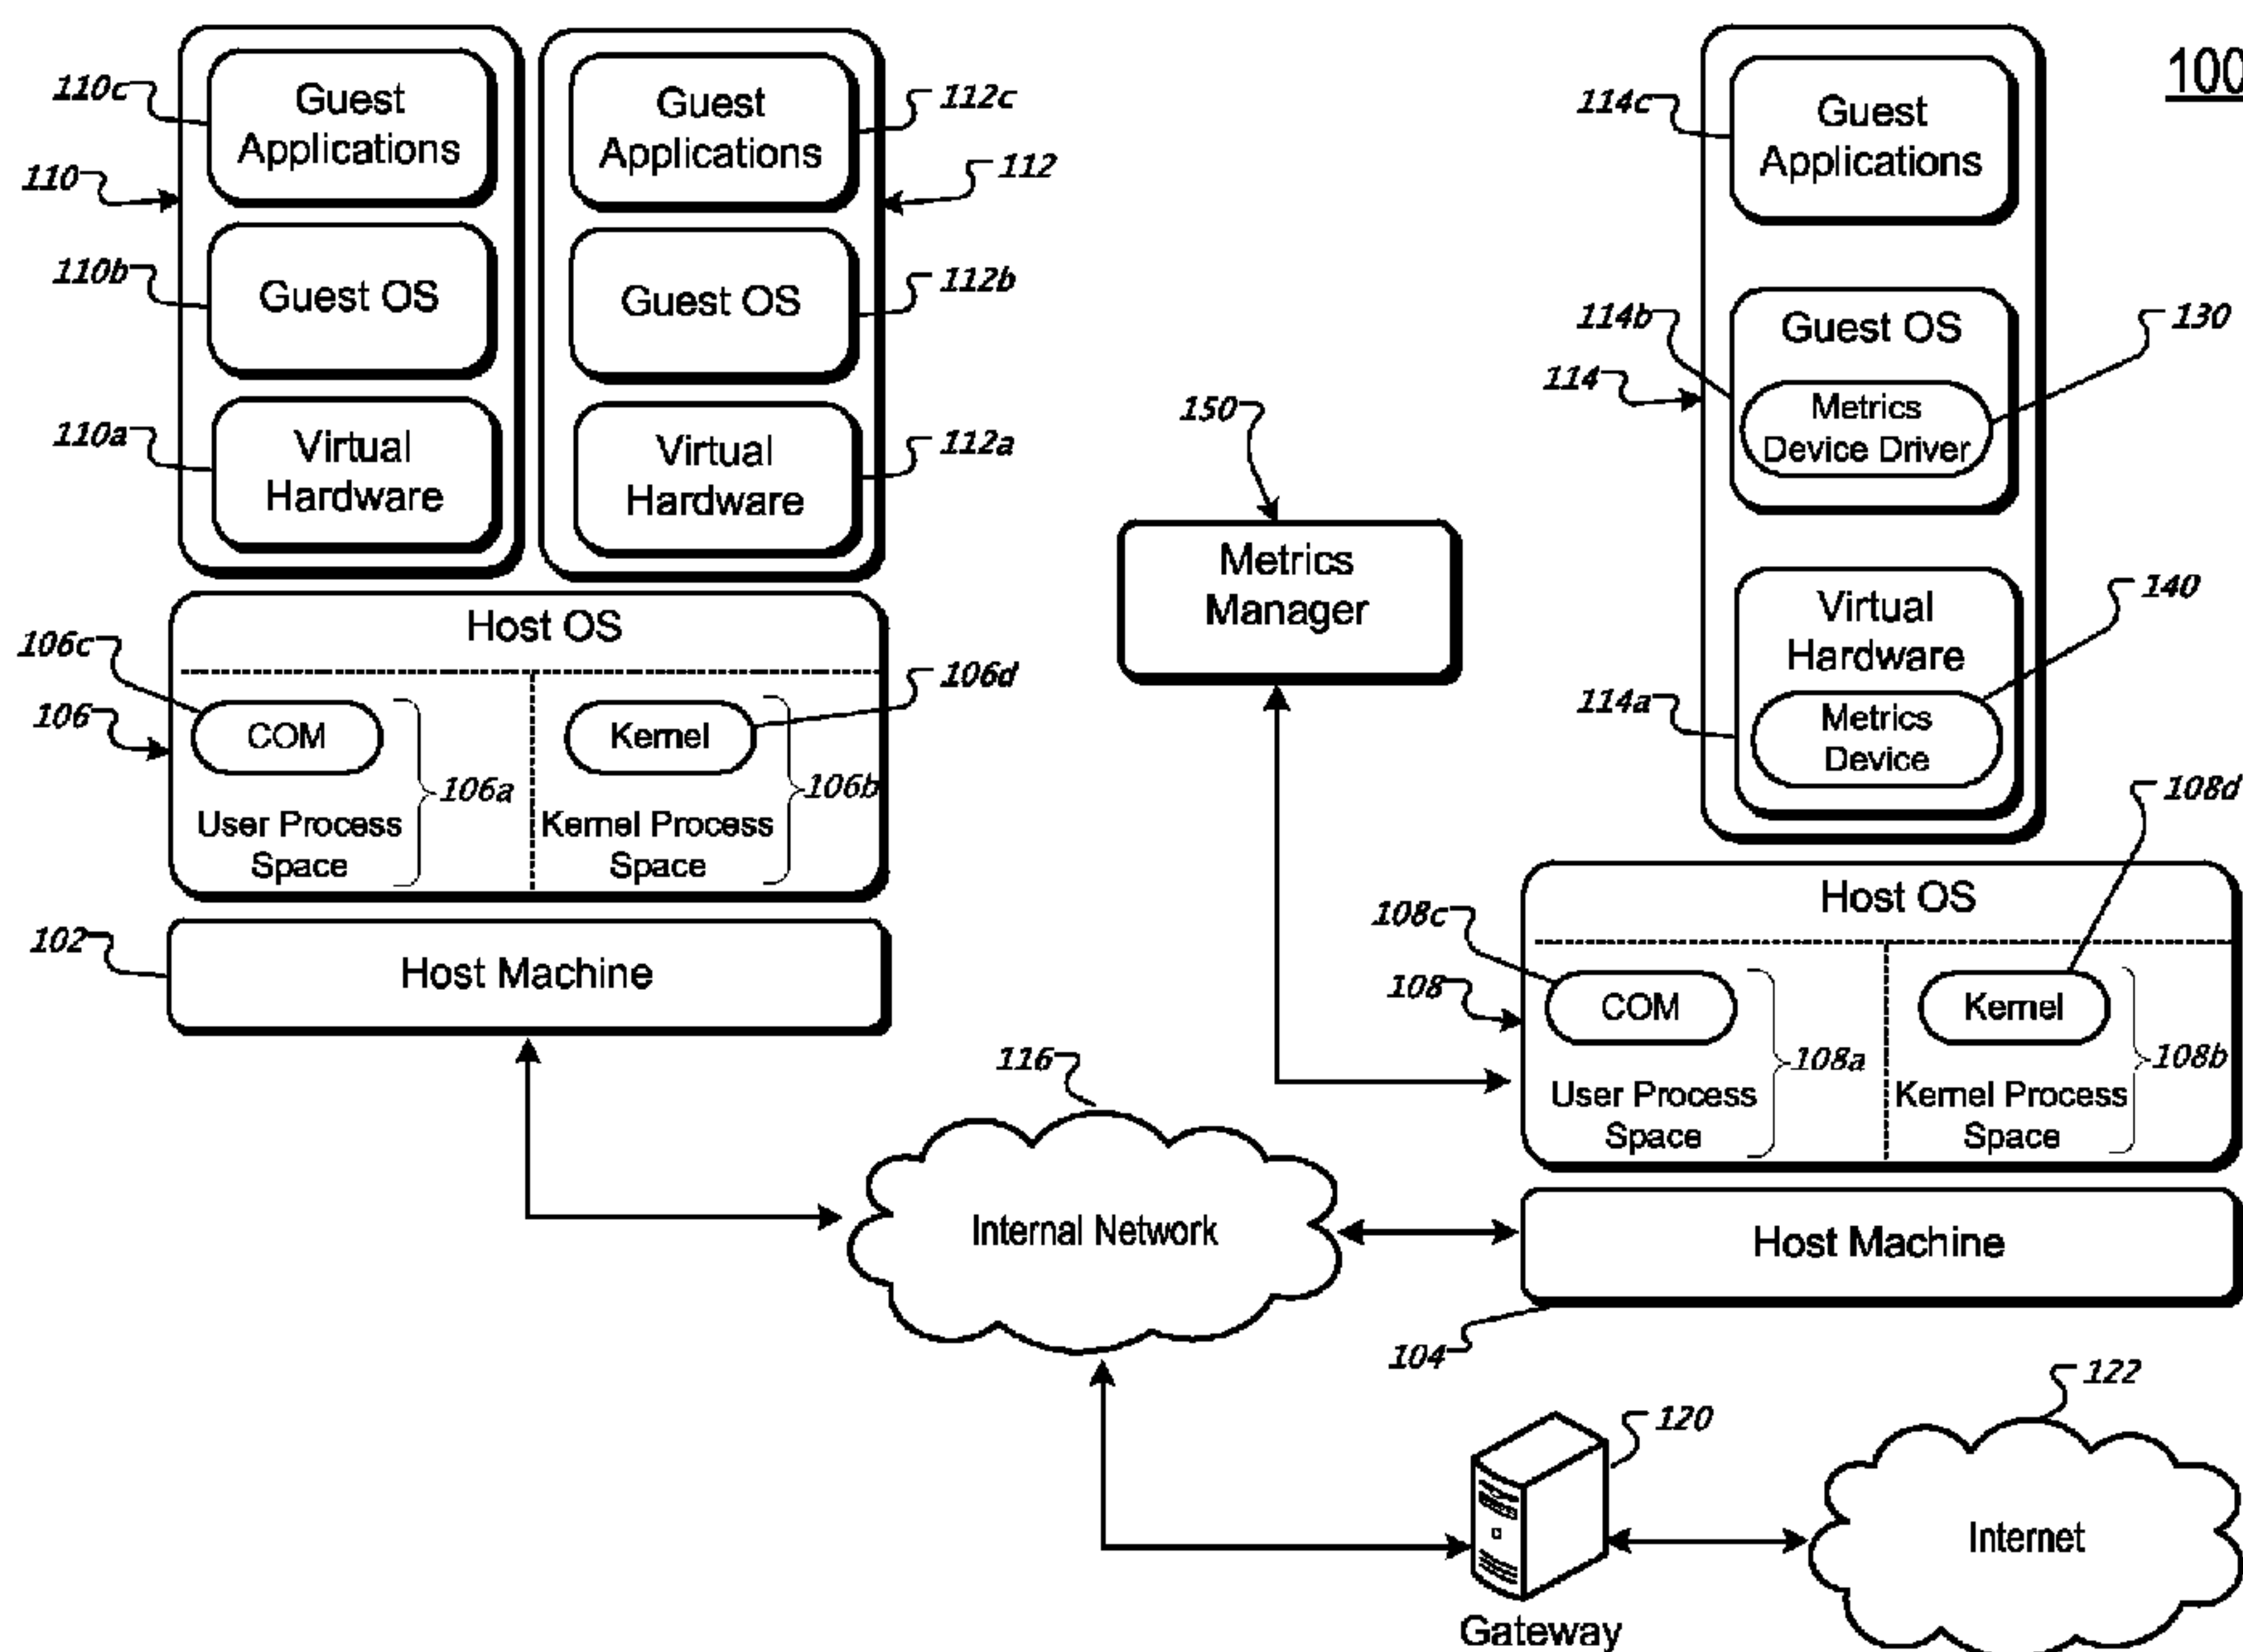 100
110c
Guest
Applications
110
110b
Guest OS
110a
Virtual
Hardware
Guest
Applications
112c
112
Guest OS
112b
Virtual
Hardware
112a
Host OS
106c
106
COM
106a
User Process
Space
Kernel
106d
106b
Kernel Process
Space
102
Host Machine
150
Metrics
Manager
114c
Guest
Applications
114b
114
Guest OS
130
Metrics
Device Driver
Virtual
Hardware
140
114a
Metrics
Device
Host OS
108c
108
COM
108a
User Process
Space
108d
Kernel
108b
Kernel Process
Space
Host Machine
104
116
Internal Network
120
Gateway
122
Internet